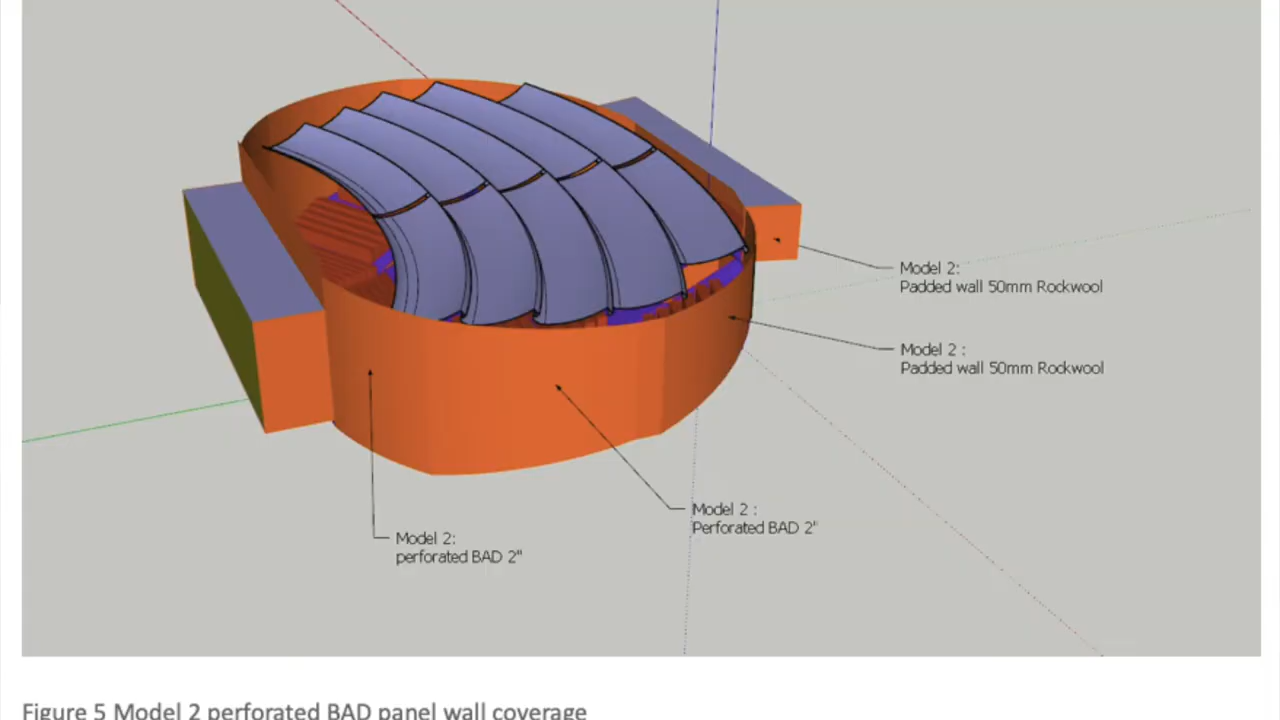 Model 2:
Padded wall 50mm Rockwool
Model 2 :
Padded wall 50mm Rockwool
Model 2 :
Perforated BAD 2"
Model 2:
perforated BAD 2"
Figure 5 Model 2 perforated BAD panel wall coverage